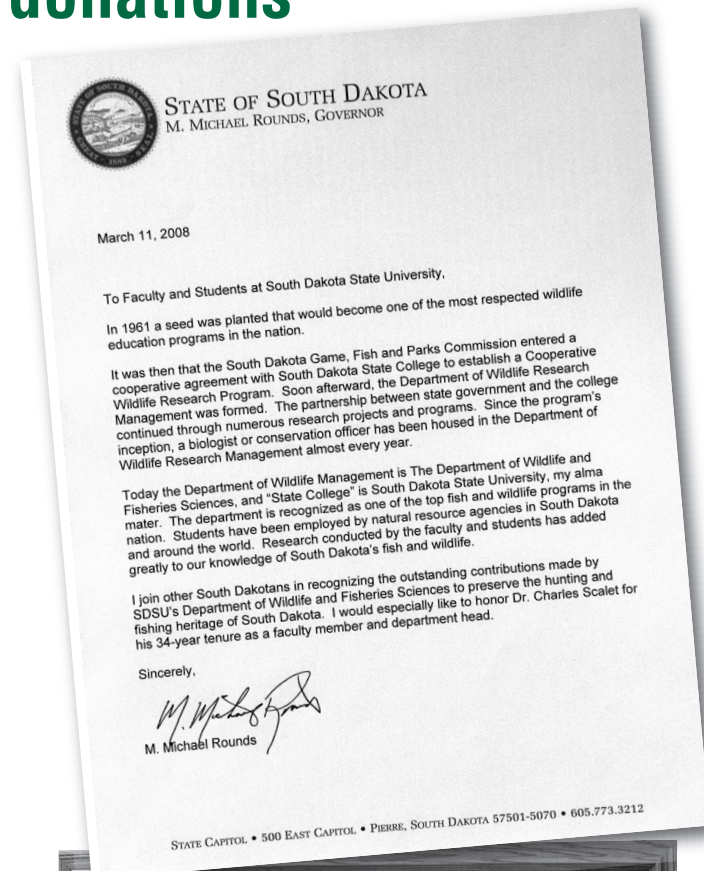 donations
STATE OF SOUTH DAKOTA
M. MICHAEL ROUNDS, GOVERNOR
STATE OF SOUTH DAKOTA
GREAT 1889 SEAL
March 11, 2008
To Faculty and Students at South Dakota State University,
In 1961 a seed was planted that would become one of the most respected wildlife
education programs in the nation.
It was then that the South Dakota Game, Fish and Parks Commission entered a
cooperative agreement with South Dakota State College to establish a Cooperative
Wildlife Research Program. Soon afterward, the Department of Wildlife Research
Management was formed. The partnership between state government and the college
continued through numerous research projects and programs. Since the program's
inception, a biologist or conservation officer has been housed in the Department of
Wildlife Research Management almost every year.
Today the Department of Wildlife Management is The Department of Wildlife and
Fisheries Sciences, and “State College” is South Dakota State University, my alma
mater. The department is recognized as one of the top fish and wildlife programs in the
nation. Students have been employed by natural resource agencies in South Dakota
and around the world. Research conducted by the faculty and students has added
greatly to our knowledge of South Dakota's fish and wildlife.
I join other South Dakotans in recognizing the outstanding contributions made by
SDSU's Department of Wildlife and Fisheries Sciences to preserve the hunting and
fishing heritage of South Dakota. I would especially like to honor Dr. Charles Scalet for
his 34-year tenure as a faculty member and department head.
Sincerely,
M. Michael Rounds
M. Michael Rounds
STATE CAPITOL • 500 EAST CAPITOL • PIERRE, SOUTH DAKOTA 57501-5070 • 605.773.3212